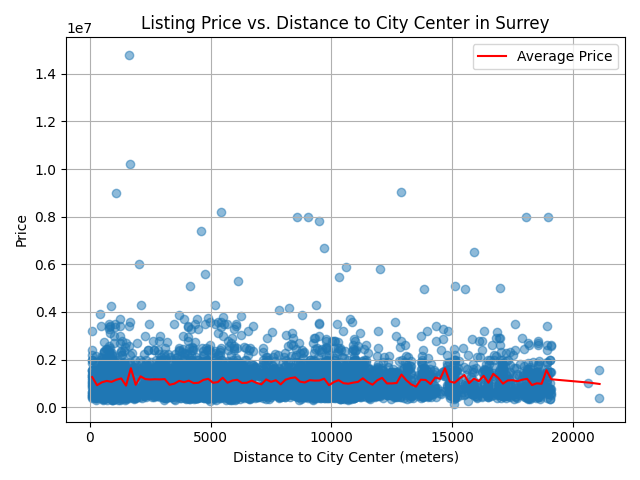 Listing Price vs. Distance to City Center in Surrey
1e7
Average Price
1.4
1.2
1.0
0.8
0.6
0.4
0.2
0.0
Price
0 5000 10000 15000 20000
Distance to City Center (meters)